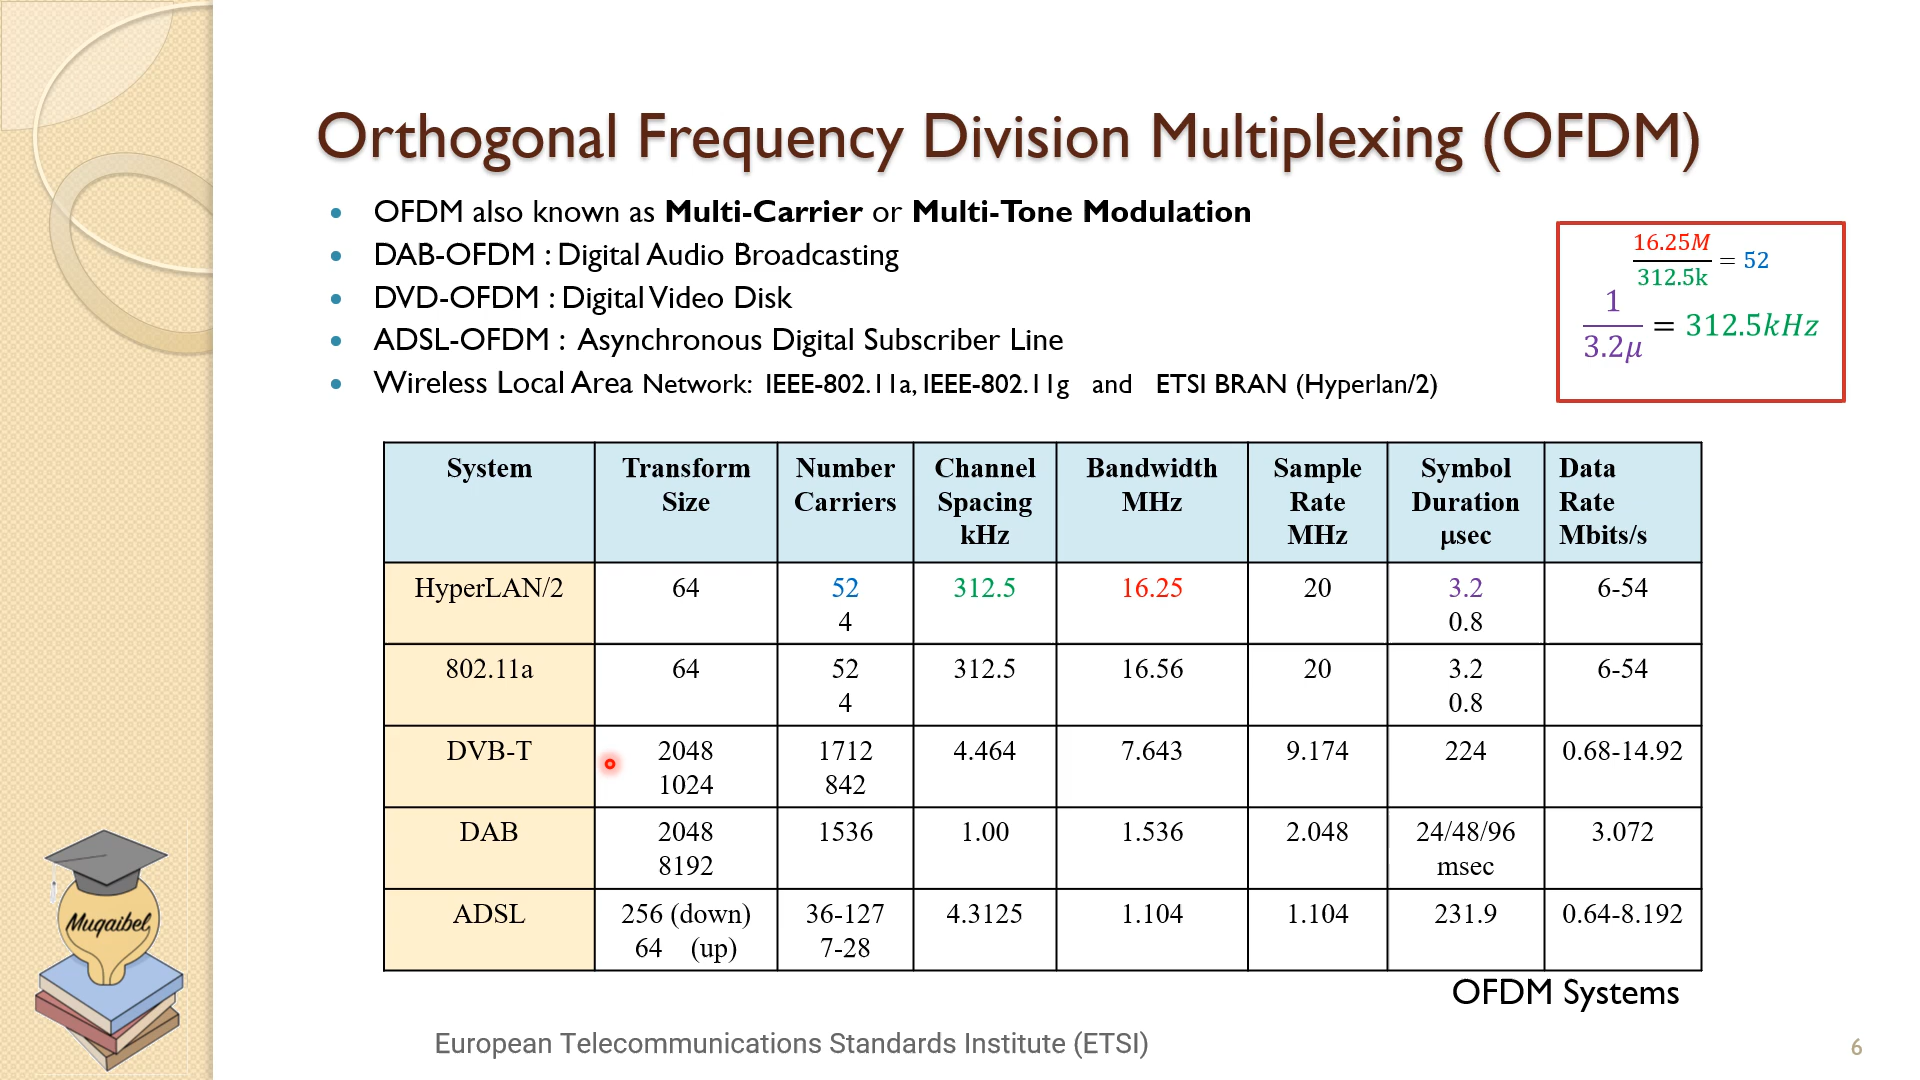 Orthogonal Frequency Division Multiplexing (OFDM)
• OFDM also known as Multi-Carrier or Multi-Tone Modulation
• DAB-OFDM : Digital Audio Broadcasting
• DVD-OFDM : Digital Video Disk
• ADSL-OFDM : Asynchronous Digital Subscriber Line
• Wireless Local Area Network: IEEE-802.11a, IEEE-802.11g and ETSI BRAN (Hyperlan/2)
16.25M / 312.5k = 52
1 / 3.2μ = 312.5kHz
System | Transform Size | Number Carriers | Channel Spacing kHz | Bandwidth MHz | Sample Rate MHz | Symbol Duration μsec | Data Rate Mbits/s
HyperLAN/2 | 64 | 52 4 | 312.5 | 16.25 | 20 | 3.2 0.8 | 6-54
802.11a | 64 | 52 4 | 312.5 | 16.56 | 20 | 3.2 0.8 | 6-54
DVB-T | 2048 1024 | 1712 842 | 4.464 | 7.643 | 9.174 | 224 | 0.68-14.92
DAB | 2048 8192 | 1536 | 1.00 | 1.536 | 2.048 | 24/48/96 msec | 3.072
ADSL | 256 (down) 64 (up) | 36-127 7-28 | 4.3125 | 1.104 | 1.104 | 231.9 | 0.64-8.192
OFDM Systems
European Telecommunications Standards Institute (ETSI)
6
Muqaibel